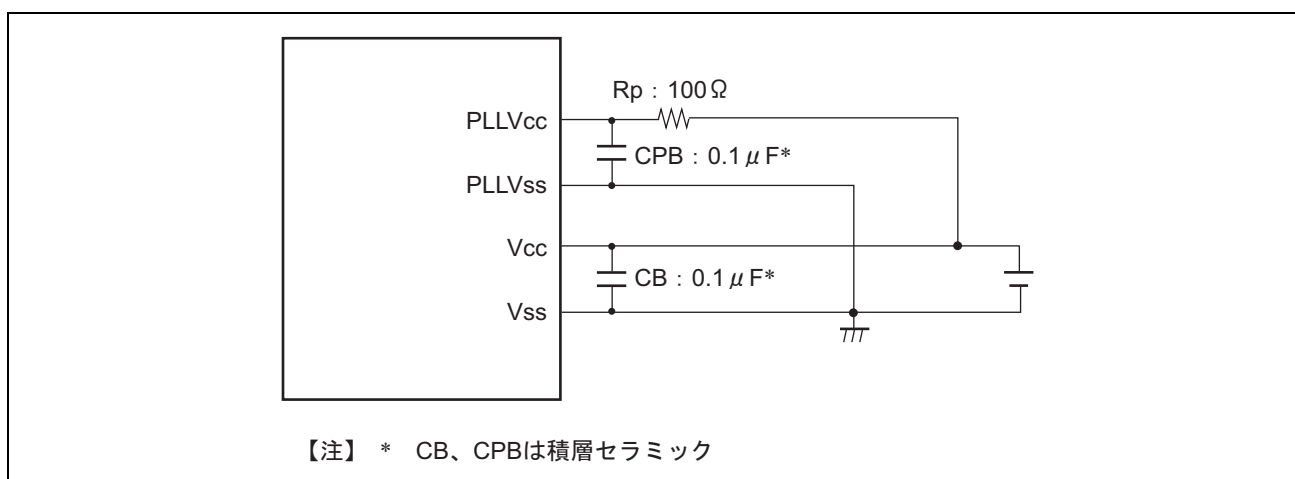 Rp：100Ω
PLLVcc
CPB：0.1μF*
PLLVss
Vcc
CB：0.1μF*
Vss
【注】 * CB、CPBは積層セラミック